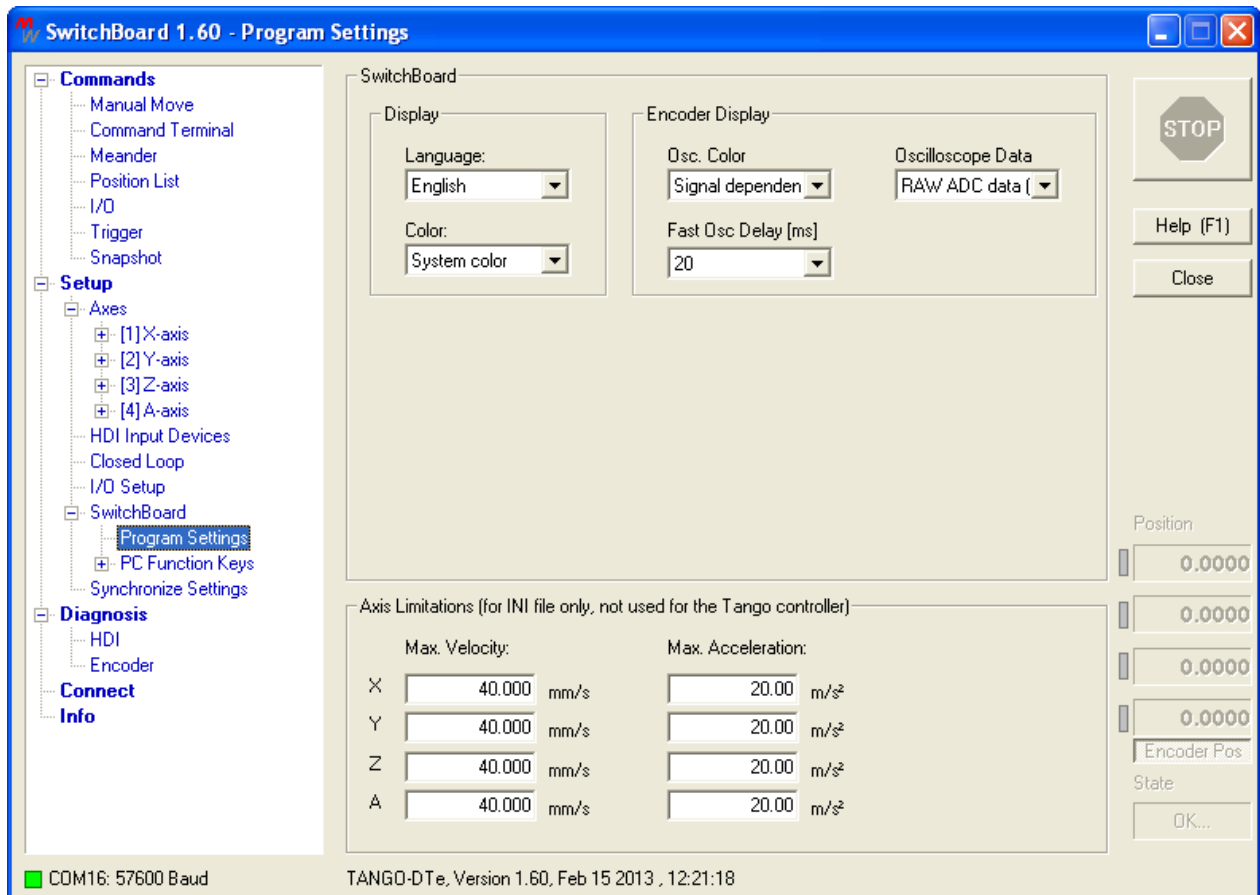 SwitchBoard 1.60 - Program Settings
Commands
Manual Move
Command Terminal
Meander
Position List
I/O
Trigger
Snapshot
Setup
Axes
[1] X-axis
[2] Y-axis
[3] Z-axis
[4] A-axis
HDI Input Devices
Closed Loop
I/O Setup
SwitchBoard
Program Settings
PC Function Keys
Synchronize Settings
Diagnosis
HDI
Encoder
Connect
Info
SwitchBoard
Display
Language:
English
Color:
System color
Encoder Display
Osc. Color
Signal dependen
Oscilloscope Data
RAW ADC data (
Fast Osc Delay [ms]
20
Axis Limitations (for INI file only, not used for the Tango controller)
Max. Velocity: Max. Acceleration:
X 40.000 mm/s 20.00 m/s²
Y 40.000 mm/s 20.00 m/s²
Z 40.000 mm/s 20.00 m/s²
A 40.000 mm/s 20.00 m/s²
STOP
Help (F1)
Close
Position
0.0000
0.0000
0.0000
0.0000
Encoder Pos
State
OK...
COM16: 57600 Baud TANGO-DTe, Version 1.60, Feb 15 2013 , 12:21:18